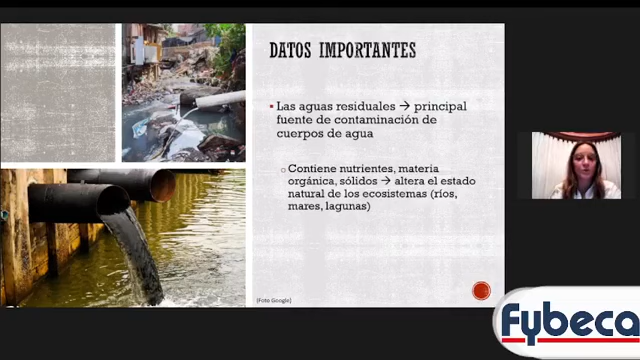 DATOS IMPORTANTES
Las aguas residuales → principal
fuente de contaminación de
cuerpos de agua
Contiene nutrientes, materia
orgánica, sólidos → altera el estado
natural de los ecosistemas (ríos,
mares, lagunas)
(Foto Google)
Fybeca